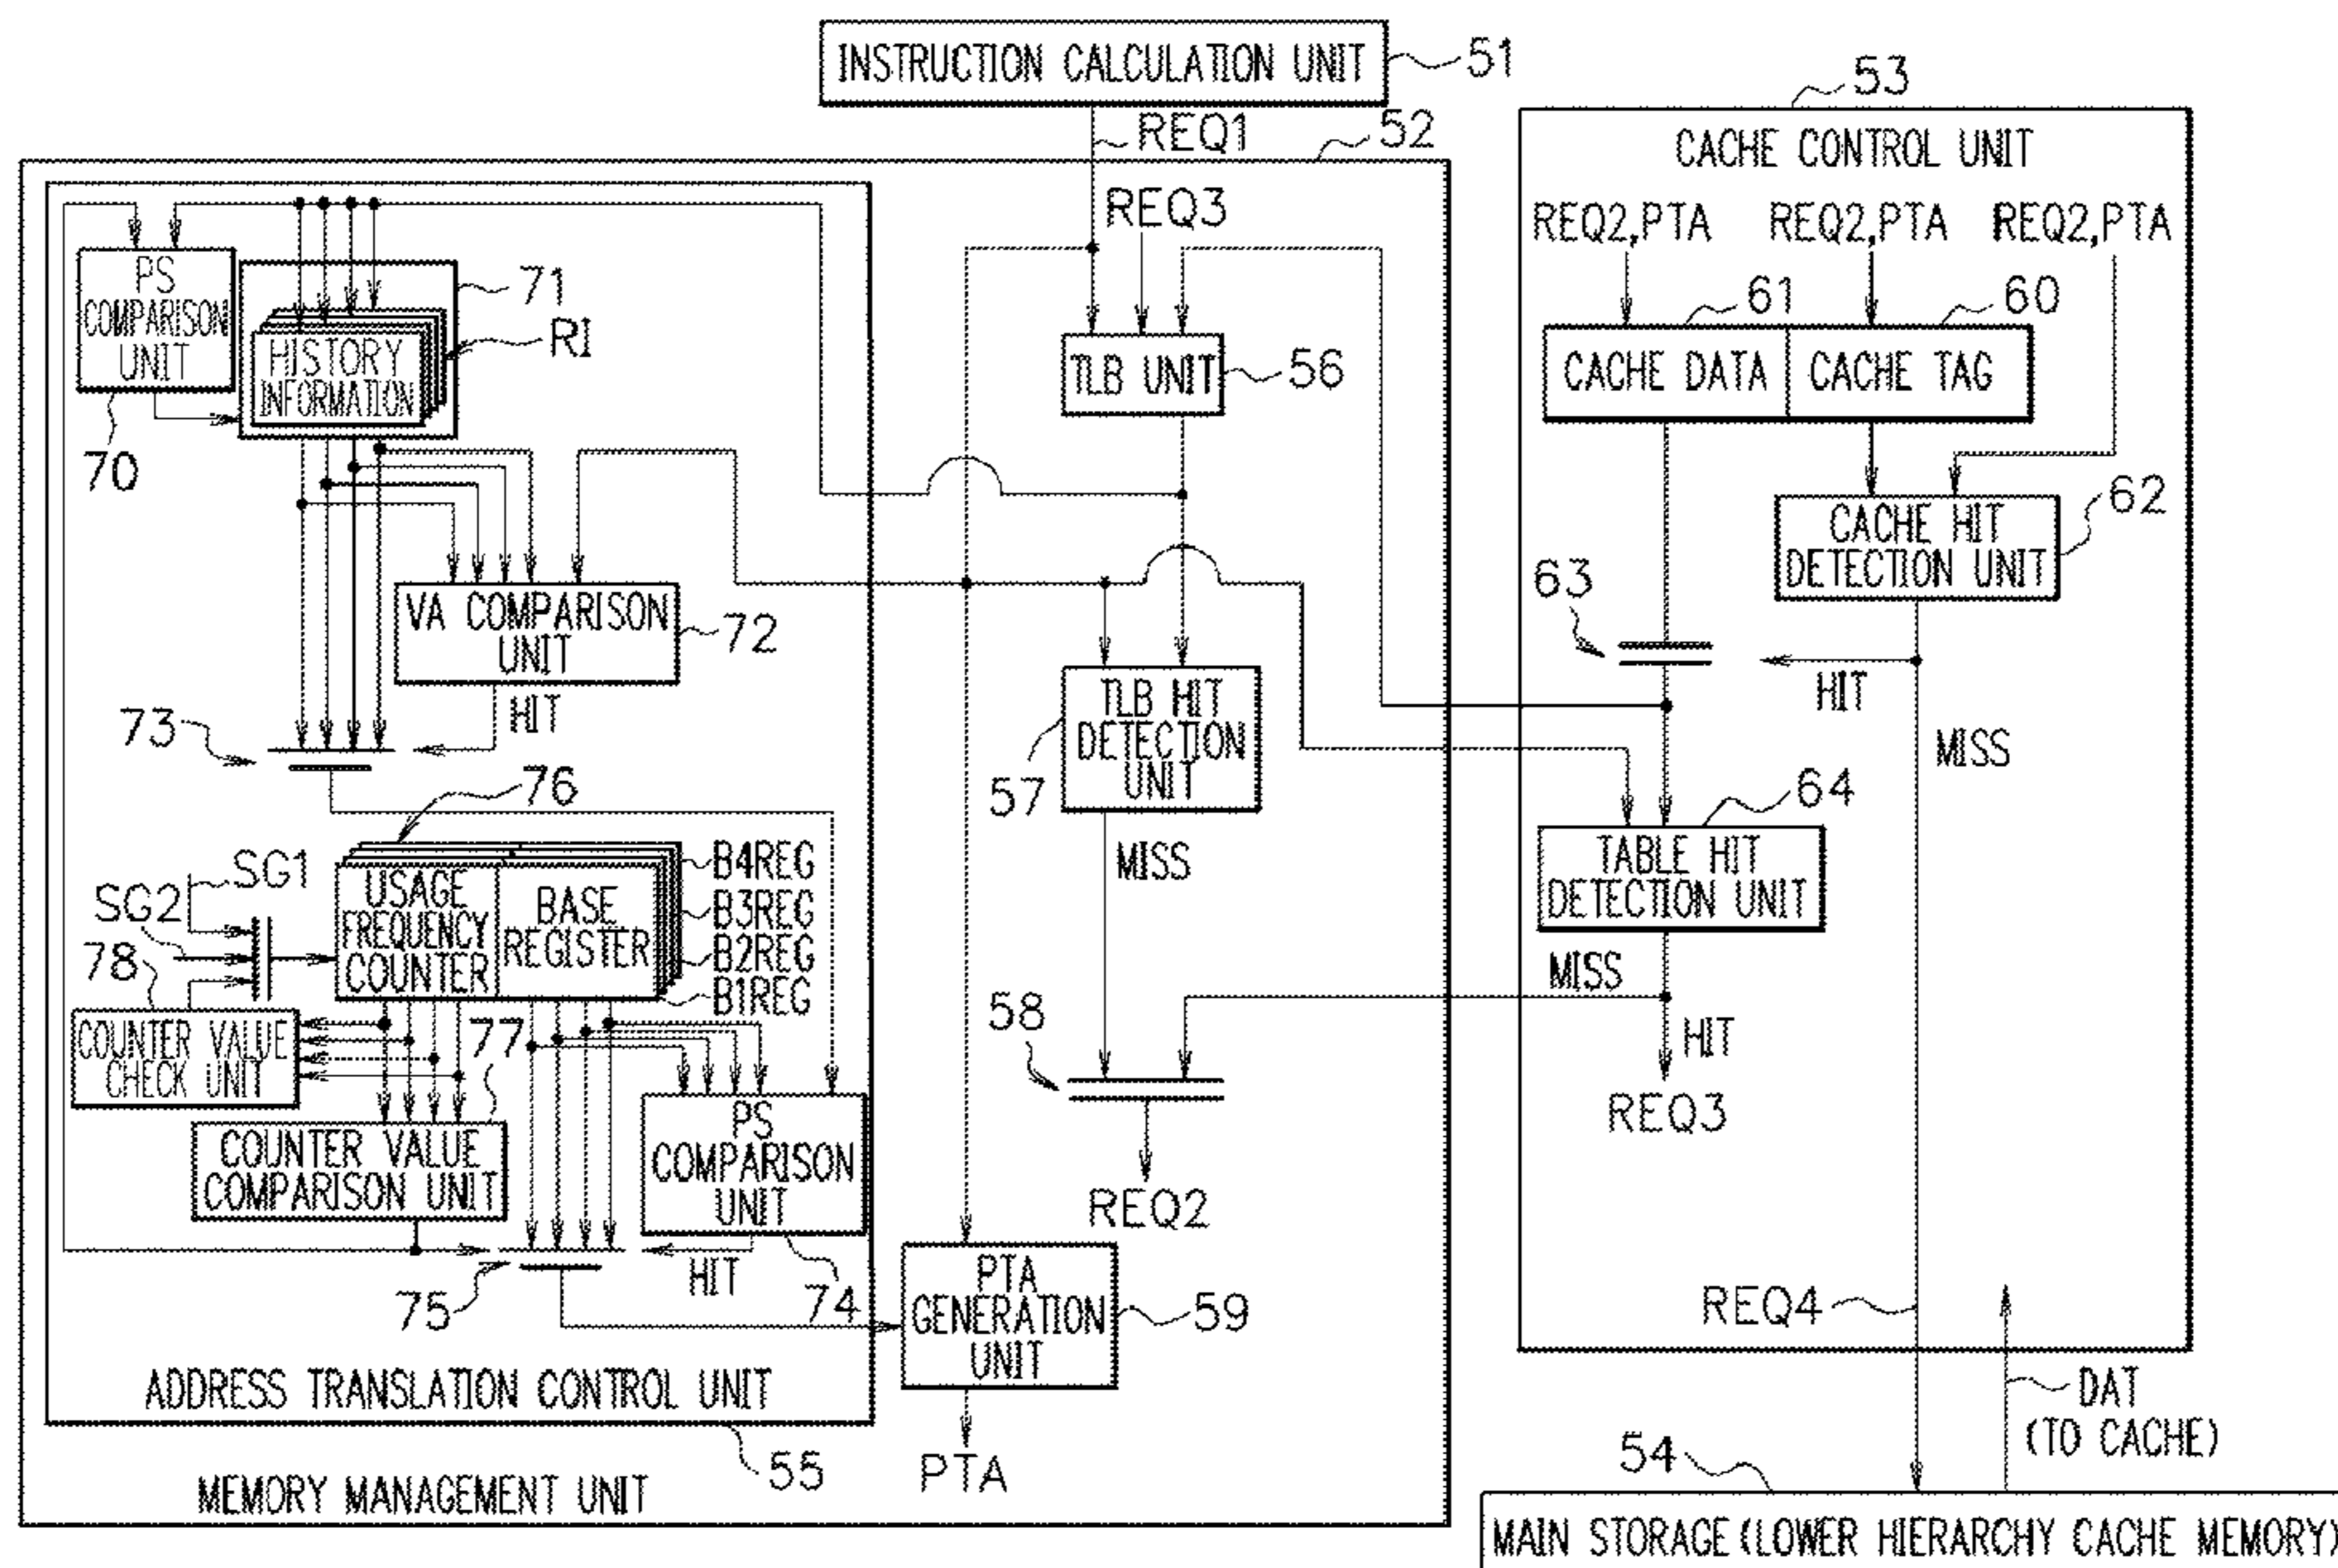 INSTRUCTION CALCULATION UNIT
51
REQ1
52
53
CACHE CONTROL UNIT
REQ3
REQ2,PTA
REQ2,PTA
REQ2,PTA
PS
COMPARISON
UNIT
70
71
RI
HISTORY
INFORMATION
TLB UNIT
56
61
60
CACHE DATA
CACHE TAG
62
CACHE HIT
DETECTION UNIT
VA COMPARISON
UNIT
72
HIT
73
TLB HIT
DETECTION
UNIT
57
63
HIT
MISS
64
TABLE HIT
DETECTION UNIT
76
SG1
SG2
78
USAGE
FREQUENCY
COUNTER
BASE
REGISTER
B4REG
B3REG
B2REG
B1REG
MISS
MISS
HIT
REQ3
58
REQ2
COUNTER VALUE
CHECK UNIT
77
COUNTER VALUE
COMPARISON UNIT
PS
COMPARISON
UNIT
HIT
74
75
PTA
GENERATION
UNIT
59
PTA
REQ4
DAT
(TO CACHE)
ADDRESS TRANSLATION CONTROL UNIT
55
MEMORY MANAGEMENT UNIT
54
MAIN STORAGE(LOWER HIERARCHY CACHE MEMORY)